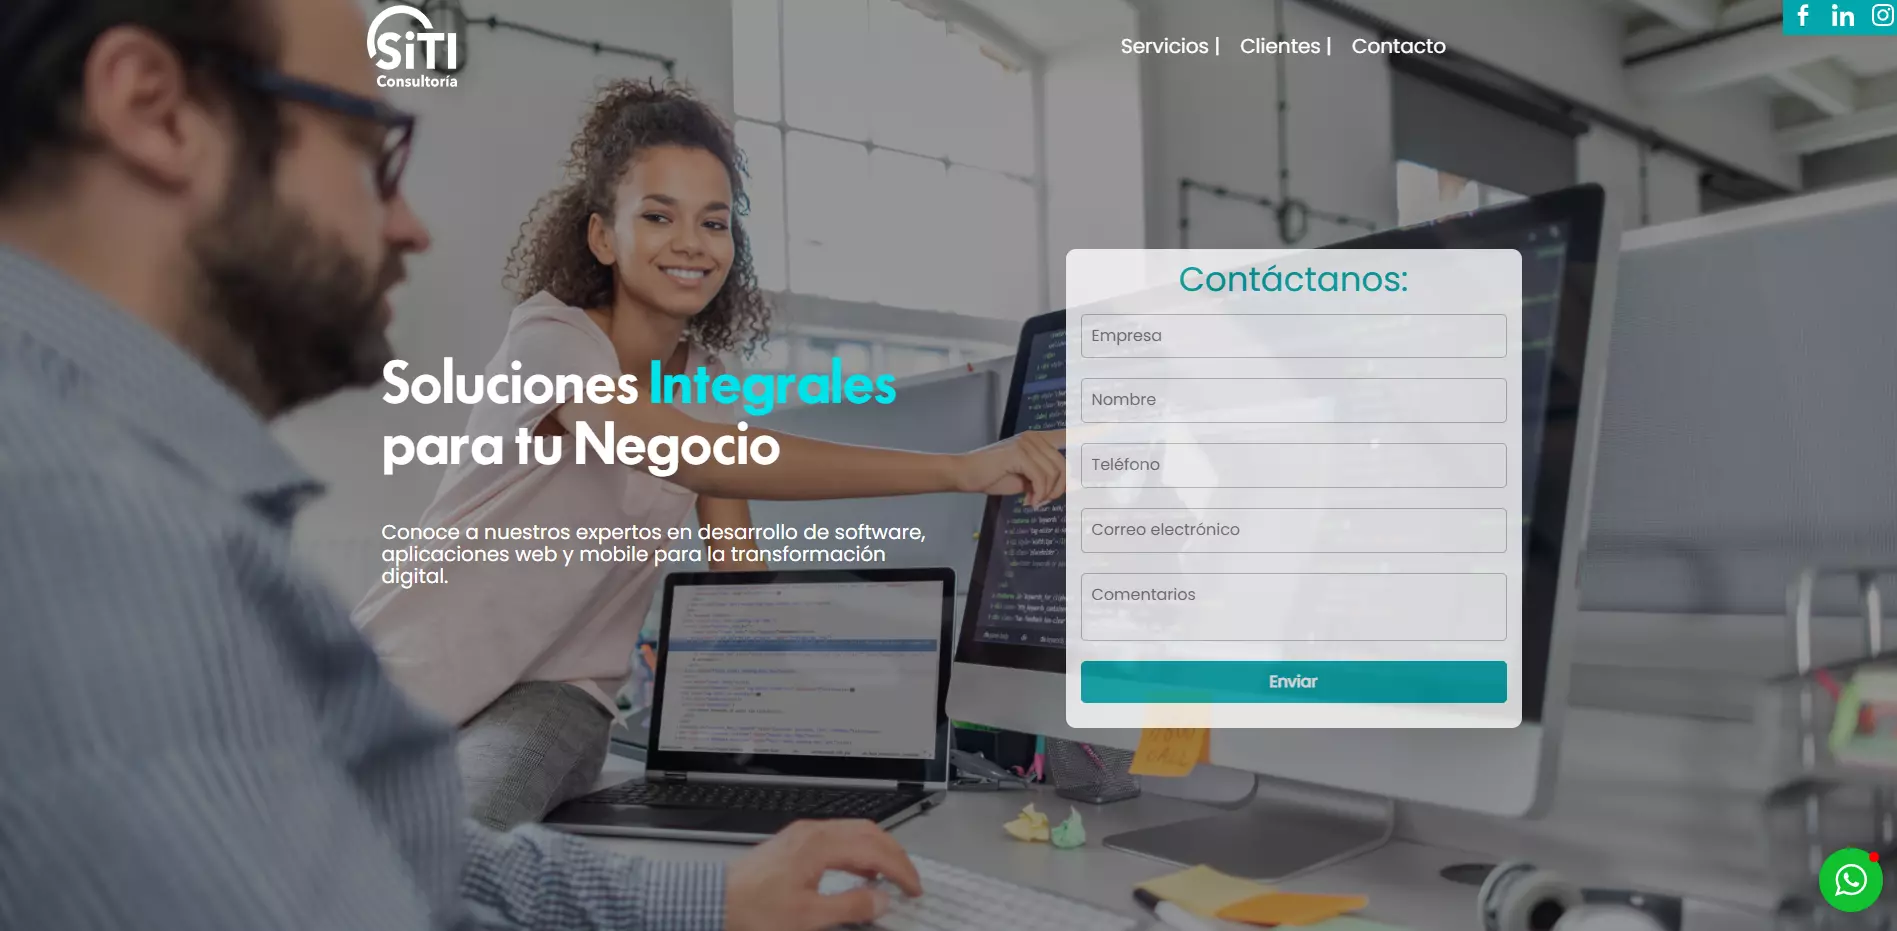 SiTI
Consultoría
Servicios |
Clientes |
Contacto
Soluciones Integrales
para tu Negocio
Conoce a nuestros expertos en desarrollo de software,
aplicaciones web y mobile para la transformación
digital.
Contáctanos:
Empresa
Nombre
Teléfono
Correo electrónico
Comentarios
Enviar